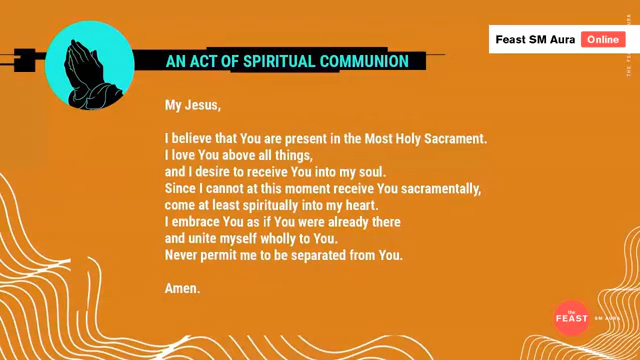 Feast SM Aura Online
AN ACT OF SPIRITUAL COMMUNION
My Jesus,
I believe that You are present in the Most Holy Sacrament.
I love You above all things,
and I desire to receive You into my soul.
Since I cannot at this moment receive You sacramentally,
come at least spiritually into my heart.
I embrace You as if You were already there
and unite myself wholly to You.
Never permit me to be separated from You.
Amen.
the
FEAST SM AURA